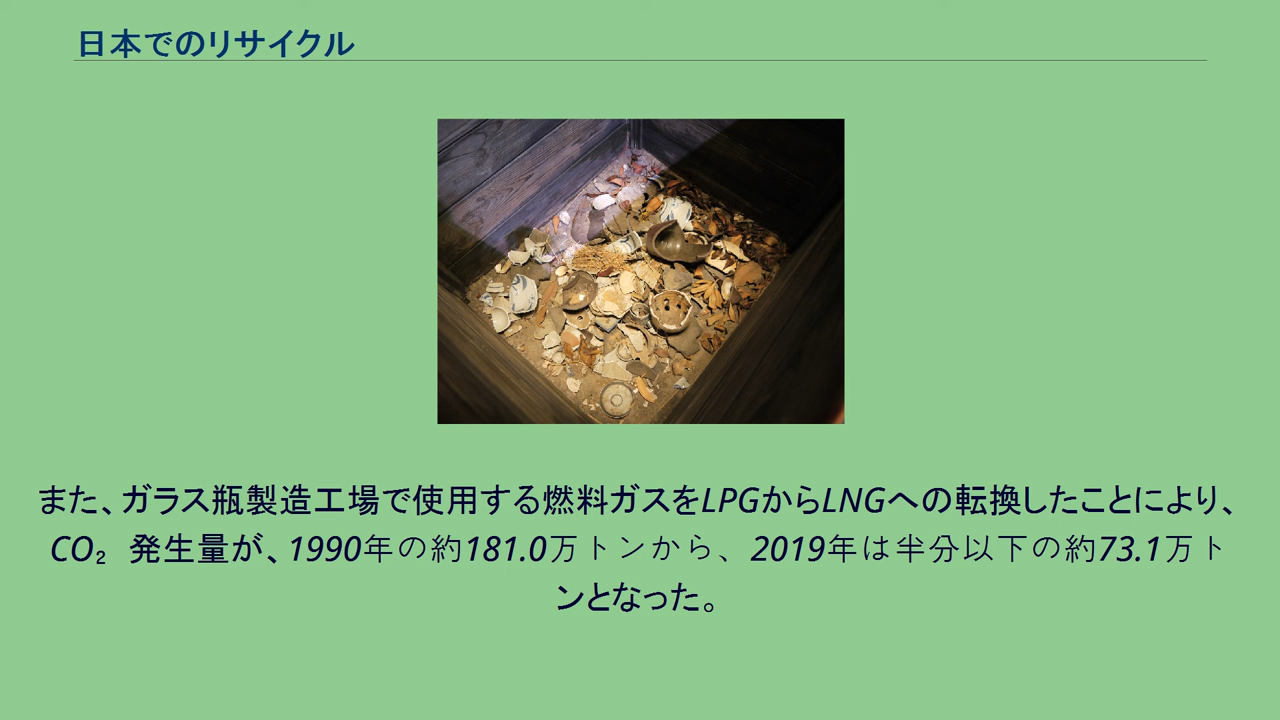 日本でのリサイクル
また、ガラス瓶製造工場で使用する燃料ガスをLPGからLNGへの転換したことにより、
CO₂ 発生量が、1990年の約181.0万トンから、2019年は半分以下の約73.1万ト
ンとなった。